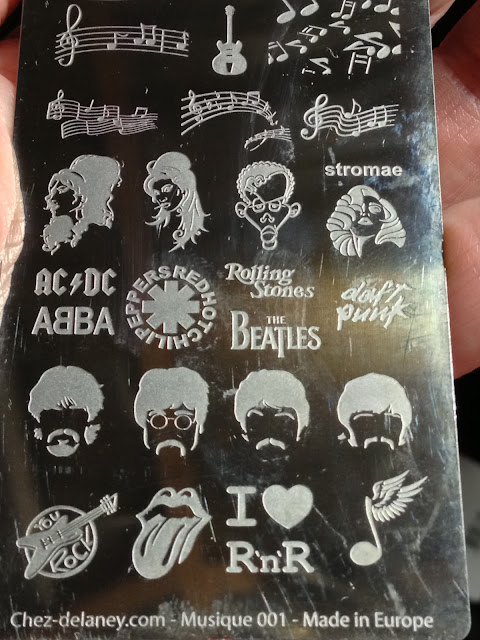 stromae
AC⚡DC
ABBA
RED HOT CHILI PEPPERS
Rolling Stones
THE BEATLES
daft punk
YOU ROCK
I ♥
R'n'R
Chez-delaney.com - Musique 001 - Made in Europe